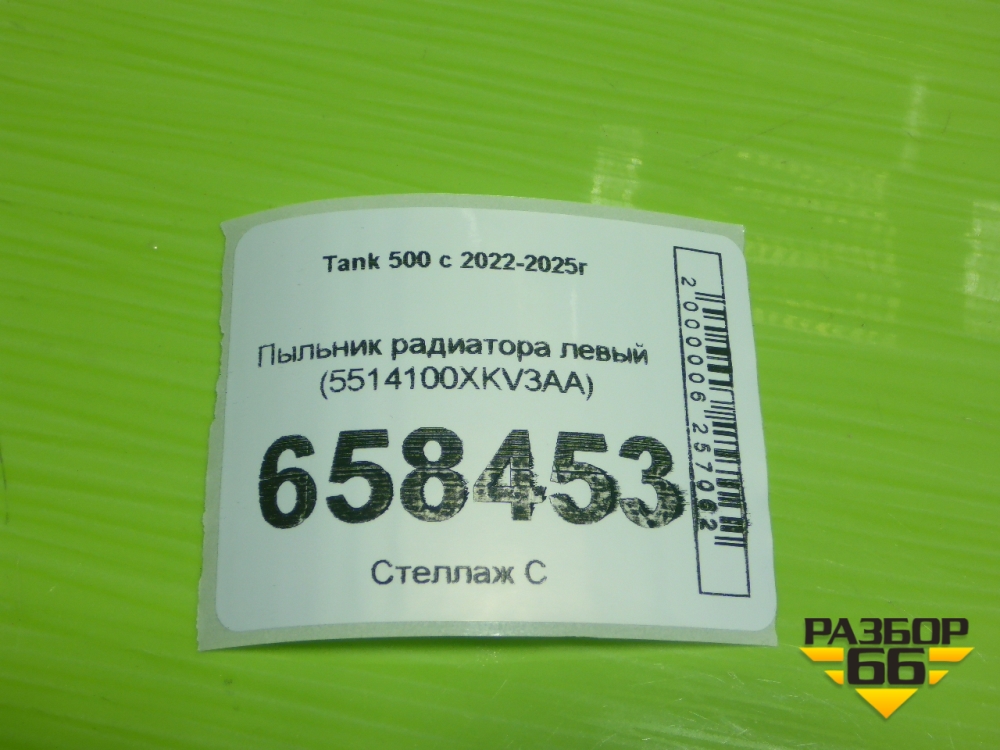 Tank 500 с 2022-2025г
Пыльник радиатора левый
(5514100XKV3AA)
658453
Стеллаж С
2000006257062
РАЗБОР
66